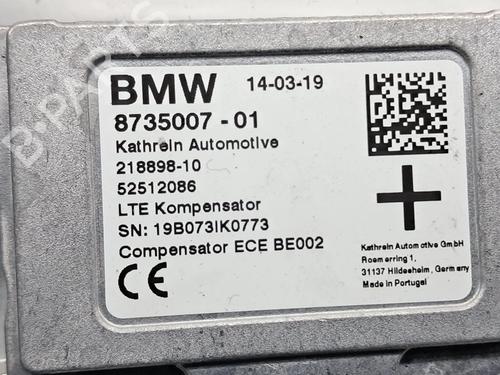 BMW 14-03-19
8735007 - 01
Kathrein Automotive
218898-10
52512086
LTE Kompensator
SN: 19B073IK0773
Compensator ECE BE002
CE
Kathrein Automotive GmbH
Roemerring 1,
31137 Hildesheim, Germany
Made in Portugal
B-PARTS